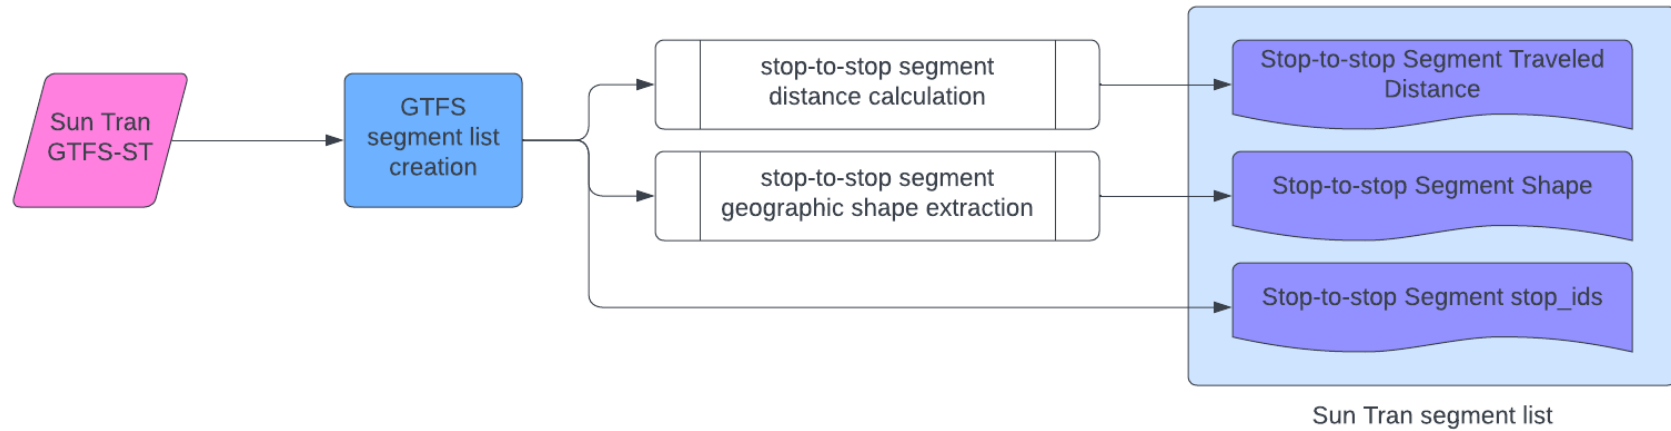 Sun Tran
GTFS-ST
GTFS
segment list
creation
stop-to-stop segment
distance calculation
stop-to-stop segment
geographic shape extraction
Stop-to-stop Segment Traveled
Distance
Stop-to-stop Segment Shape
Stop-to-stop Segment stop_ids
Sun Tran segment list